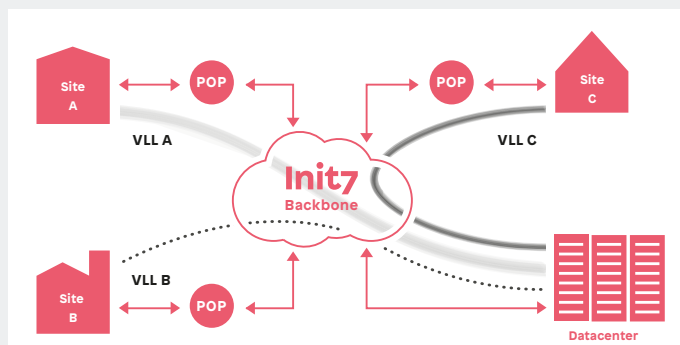 Site
A
POP
POP
Site
C
VLL A
VLL C
Init7
Backbone
VLL B
Site
B
POP
Datacenter